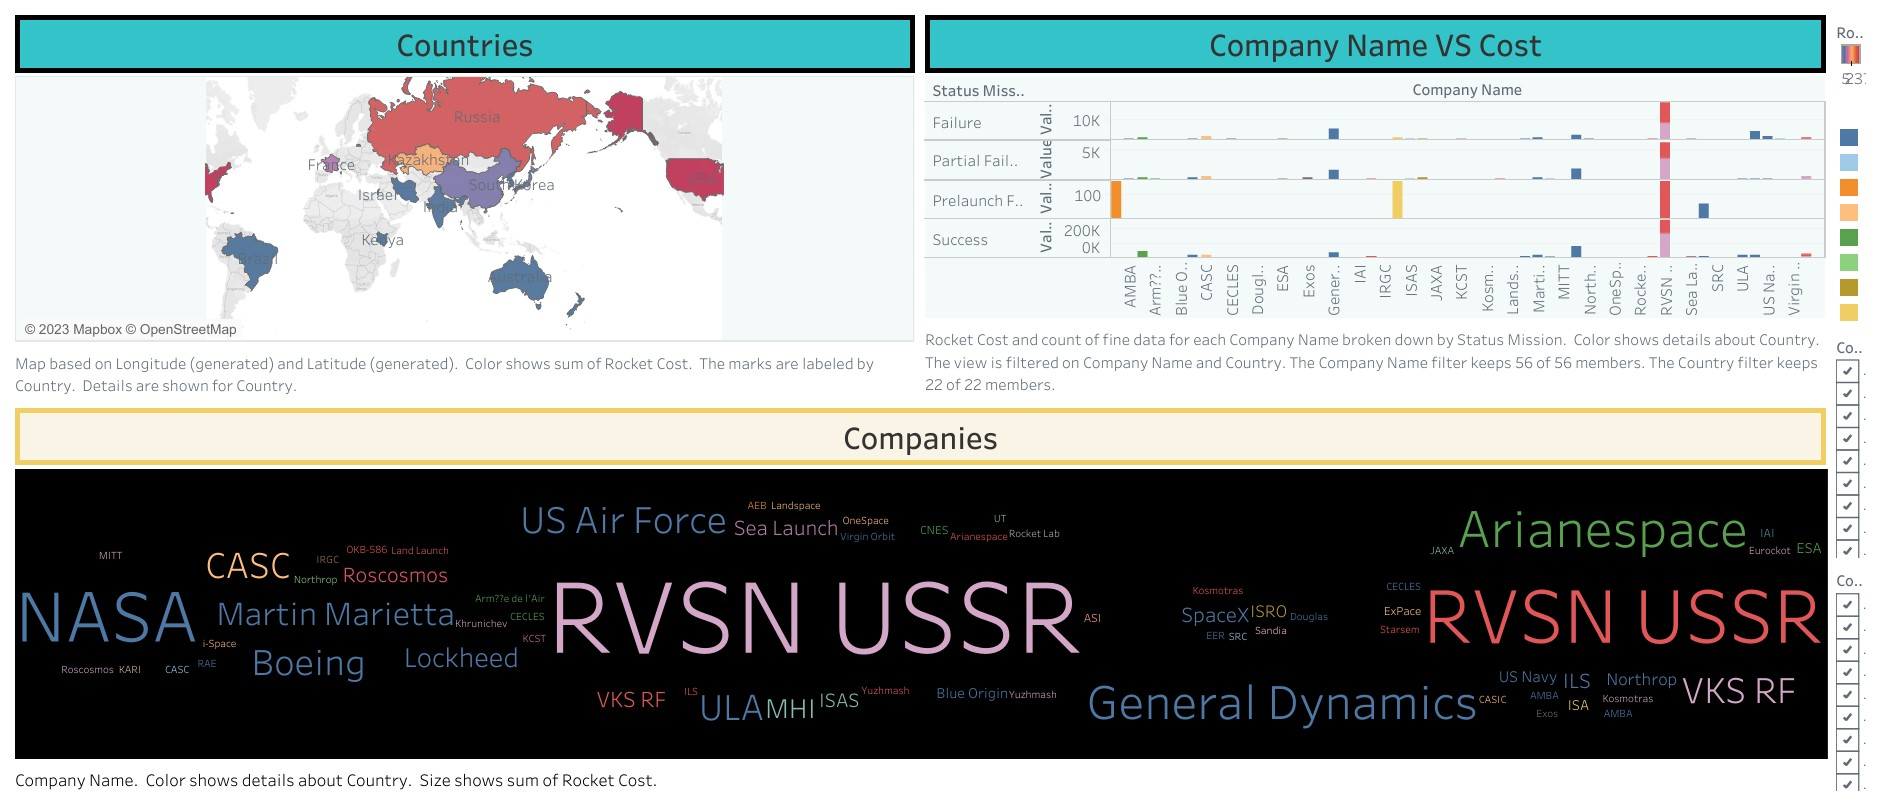 Countries
Company Name VS Cost
Ro..
Russia
France
Kazakhstan
Israel
South Korea
India
Kenya
Brazil
Australia
© 2023 Mapbox © OpenStreetMap
Map based on Longitude (generated) and Latitude (generated).  Color shows sum of Rocket Cost.  The marks are labeled by
Country.  Details are shown for Country.
Status Miss..
Company Name
Failure
Val..
10K
Partial Fail..
Value
5K
Prelaunch F..
Val..
100
Success
Val..
200K
0K
AMBA
Arm??..
Blue O..
CASC
CECLES
Dougl..
ESA
Exos
Gener..
IAI
IRGC
ISAS
JAXA
KCST
Kosm..
Lands..
Marti..
MITT
North..
OneSp..
Rocke..
RVSN ..
Sea La..
SRC
ULA
US Na..
Virgin ..
Rocket Cost and count of fine data for each Company Name broken down by Status Mission.  Color shows details about Country.
The view is filtered on Company Name and Country. The Company Name filter keeps 56 of 56 members. The Country filter keeps
22 of 22 members.
Co..
Co..
Companies
US Air Force
AEB Landspace
Sea Launch
OneSpace
Virgin Orbit
CNES
UT
Arianespace
Rocket Lab
Arianespace
IAI
JAXA
Eurockot
ESA
MITT
CASC
IRGC
OKB-586 Land Launch
Northrop
Roscosmos
NASA
Martin Marietta
Arm??e de l'Air
Khrunichev
CECLES
KCST
RVSN USSR
ASI
Kosmotras
SpaceX
ISRO
Douglas
EER SRC
Sandia
CECLES
ExPace
Starsem
RVSN USSR
i-Space
Roscosmos KARI
CASC
RAE
Boeing
Lockheed
VKS RF
ILS
ULA
MHI
ISAS
Yuzhmash
Blue Origin
Yuzhmash
General Dynamics
CASIC
US Navy
ILS
Northrop
AMBA
Exos
ISA
Kosmotras
AMBA
VKS RF
Company Name.  Color shows details about Country.  Size shows sum of Rocket Cost.